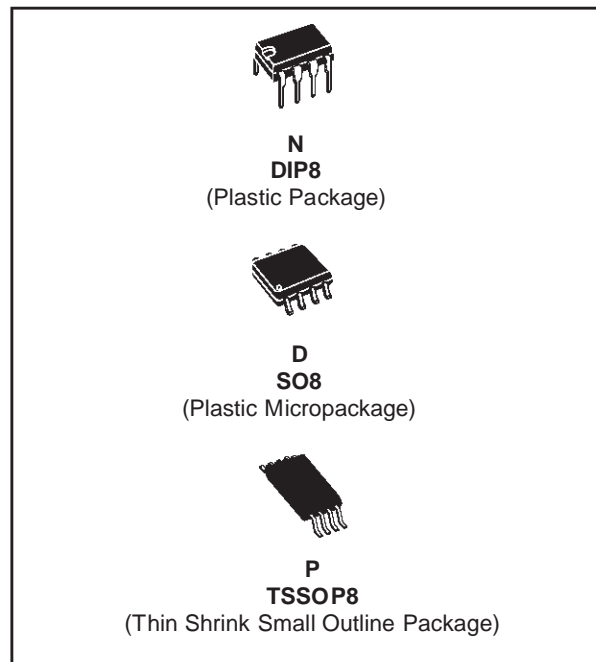 N
DIP8
(Plastic Package)
D
SO8
(Plastic Micropackage)
P
TSSOP8
(Thin Shrink Small Outline Package)